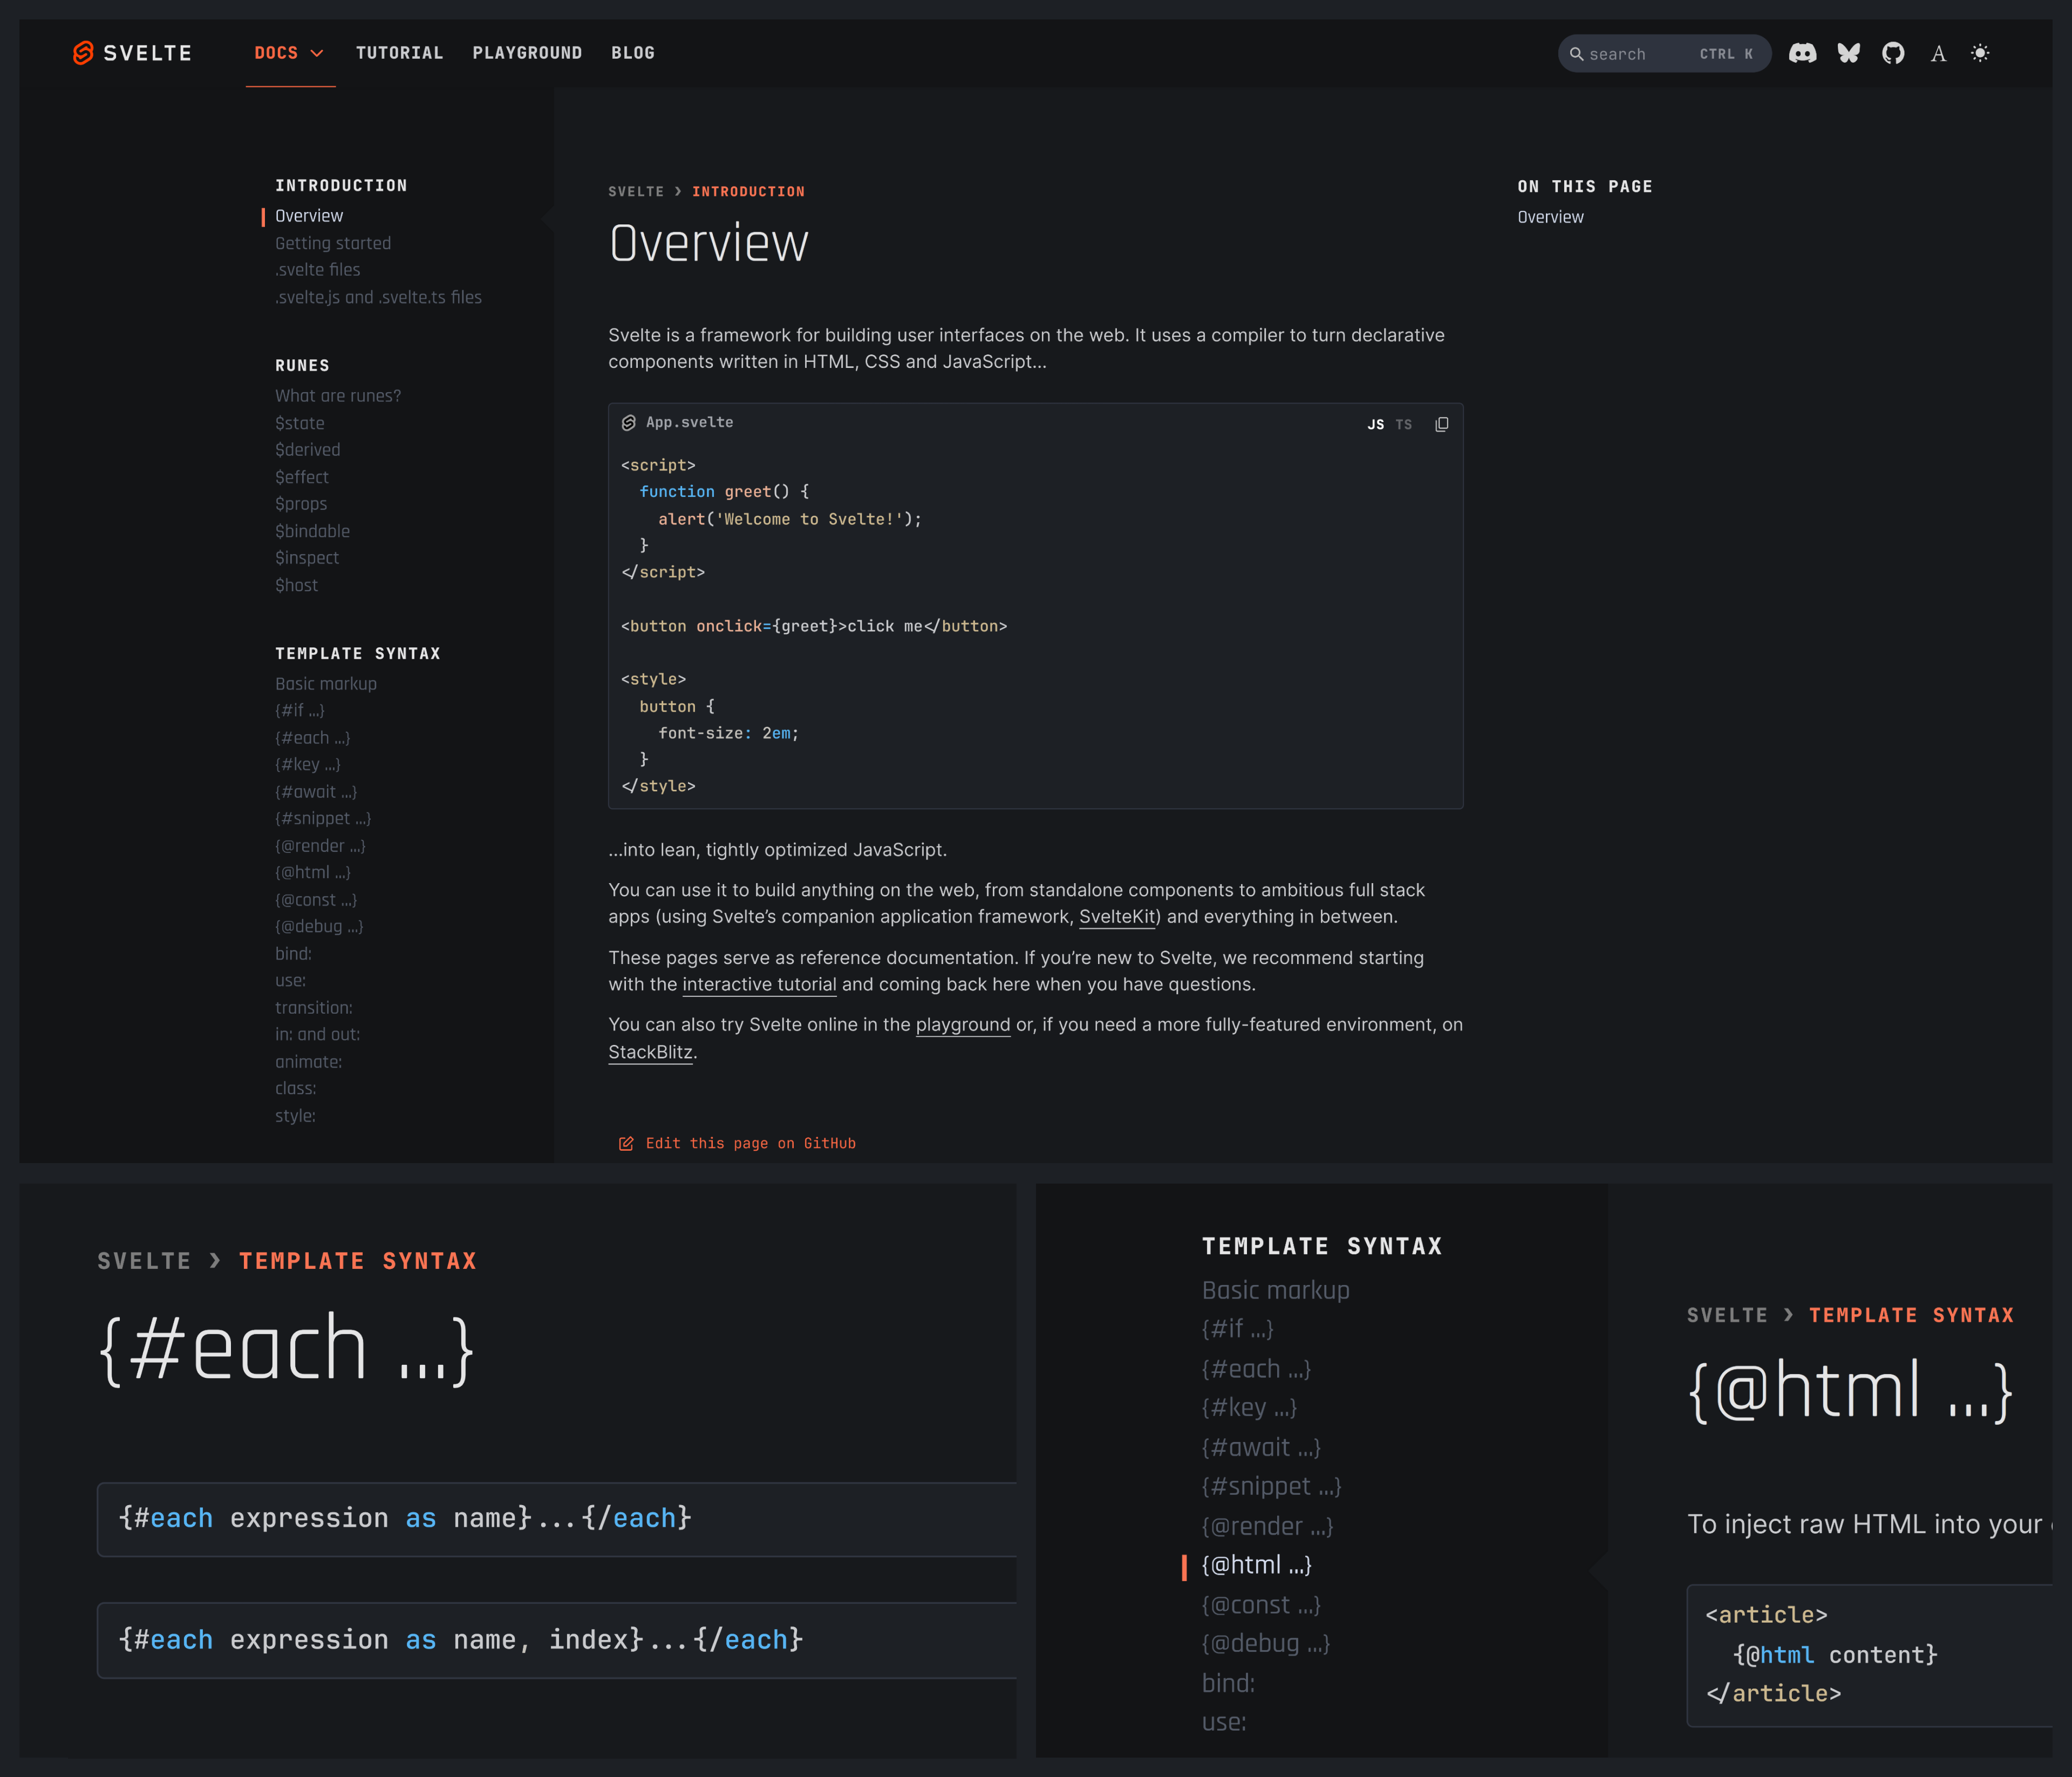 SVELTE
DOCS
TUTORIAL
PLAYGROUND
BLOG
search
CTRL K
INTRODUCTION
Overview
Getting started
.svelte files
.svelte.js and .svelte.ts files
RUNES
What are runes?
$state
$derived
$effect
$props
$bindable
$inspect
$host
TEMPLATE SYNTAX
Basic markup
{#if ...}
{#each ...}
{#key ...}
{#await ...}
{#snippet ...}
{@render ...}
{@html ...}
{@const ...}
{@debug ...}
bind:
use:
transition:
in: and out:
animate:
class:
style:
SVELTE › INTRODUCTION
Overview
Svelte is a framework for building user interfaces on the web. It uses a compiler to turn declarative
components written in HTML, CSS and JavaScript...
App.svelte
JS TS
<script>
  function greet() {
    alert('Welcome to Svelte!');
  }
</script>
<button onclick={greet}>click me</button>
<style>
  button {
    font-size: 2em;
  }
</style>
...into lean, tightly optimized JavaScript.
You can use it to build anything on the web, from standalone components to ambitious full stack
apps (using Svelte’s companion application framework, SvelteKit) and everything in between.
These pages serve as reference documentation. If you’re new to Svelte, we recommend starting
with the interactive tutorial and coming back here when you have questions.
You can also try Svelte online in the playground or, if you need a more fully-featured environment, on
StackBlitz.
Edit this page on GitHub
ON THIS PAGE
Overview
SVELTE › TEMPLATE SYNTAX
{#each ...}
{#each expression as name}...{/each}
{#each expression as name, index}...{/each}
TEMPLATE SYNTAX
Basic markup
{#if ...}
{#each ...}
{#key ...}
{#await ...}
{#snippet ...}
{@render ...}
{@html ...}
{@const ...}
{@debug ...}
bind:
use:
SVELTE › TEMPLATE SYNTAX
{@html ...}
To inject raw HTML into your
<article>
  {@html content}
</article>